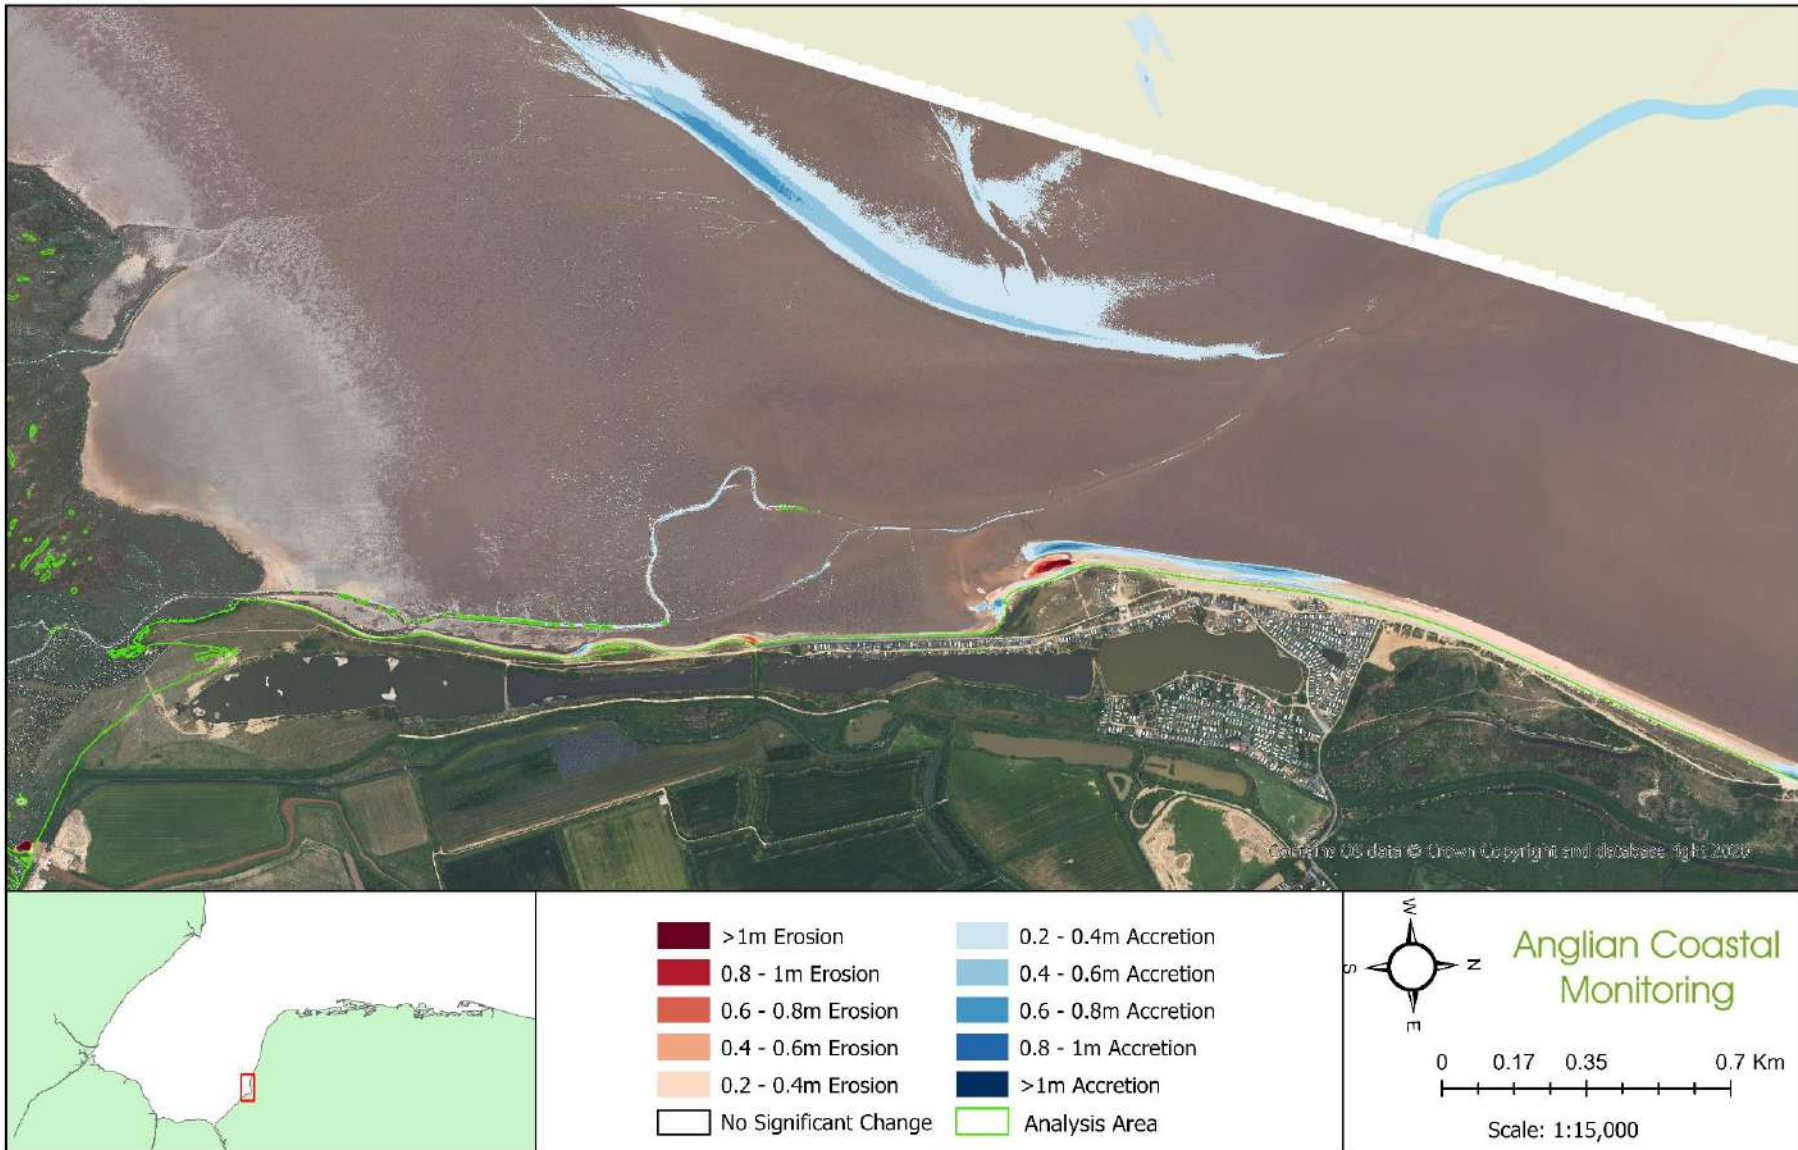 Contains OS data © Crown Copyright and database right 2020
>1m Erosion
0.8 - 1m Erosion
0.6 - 0.8m Erosion
0.4 - 0.6m Erosion
0.2 - 0.4m Erosion
No Significant Change
0.2 - 0.4m Accretion
0.4 - 0.6m Accretion
0.6 - 0.8m Accretion
0.8 - 1m Accretion
>1m Accretion
Analysis Area
W
S
N
E
Anglian Coastal
Monitoring
0 0.17 0.35 0.7 Km
Scale: 1:15,000